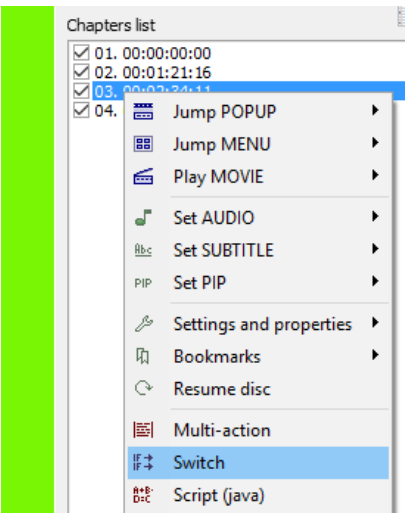 Chapters list
01. 00:00:00:00
02. 00:01:21:16
03. 00:02:34:11
04.
Jump POPUP
Jump MENU
Play MOVIE
Set AUDIO
Abc Set SUBTITLE
PIP Set PIP
Settings and properties
Bookmarks
Resume disc
Multi-action
IF Switch
A+B= D±C Script (java)